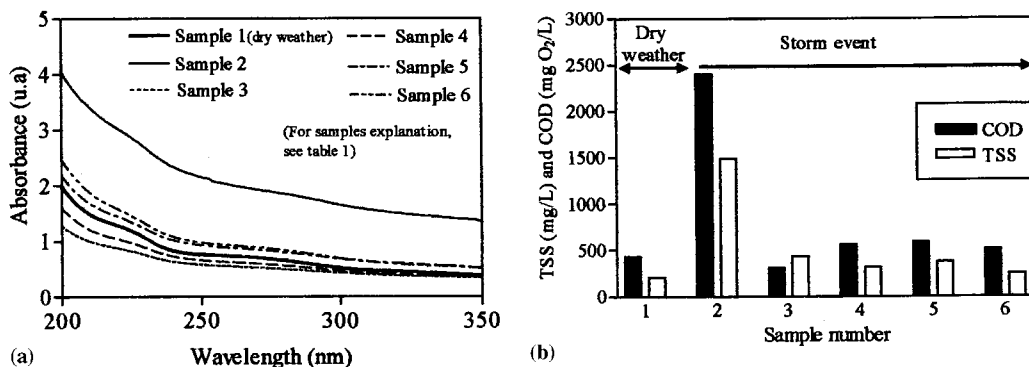 Absorbance (u.a)
5
4
3
2
1
0
200
250
300
350
Wavelength (nm)
Sample 1 (dry weather)
Sample 2
Sample 3
Sample 4
Sample 5
Sample 6
(For samples explanation,
see table 1)
(a)
TSS (mg/L) and COD (mg O₂/L)
3000
2500
2000
1500
1000
500
0
Dry
weather
Storm event
COD
TSS
1
2
3
4
5
6
Sample number
(b)